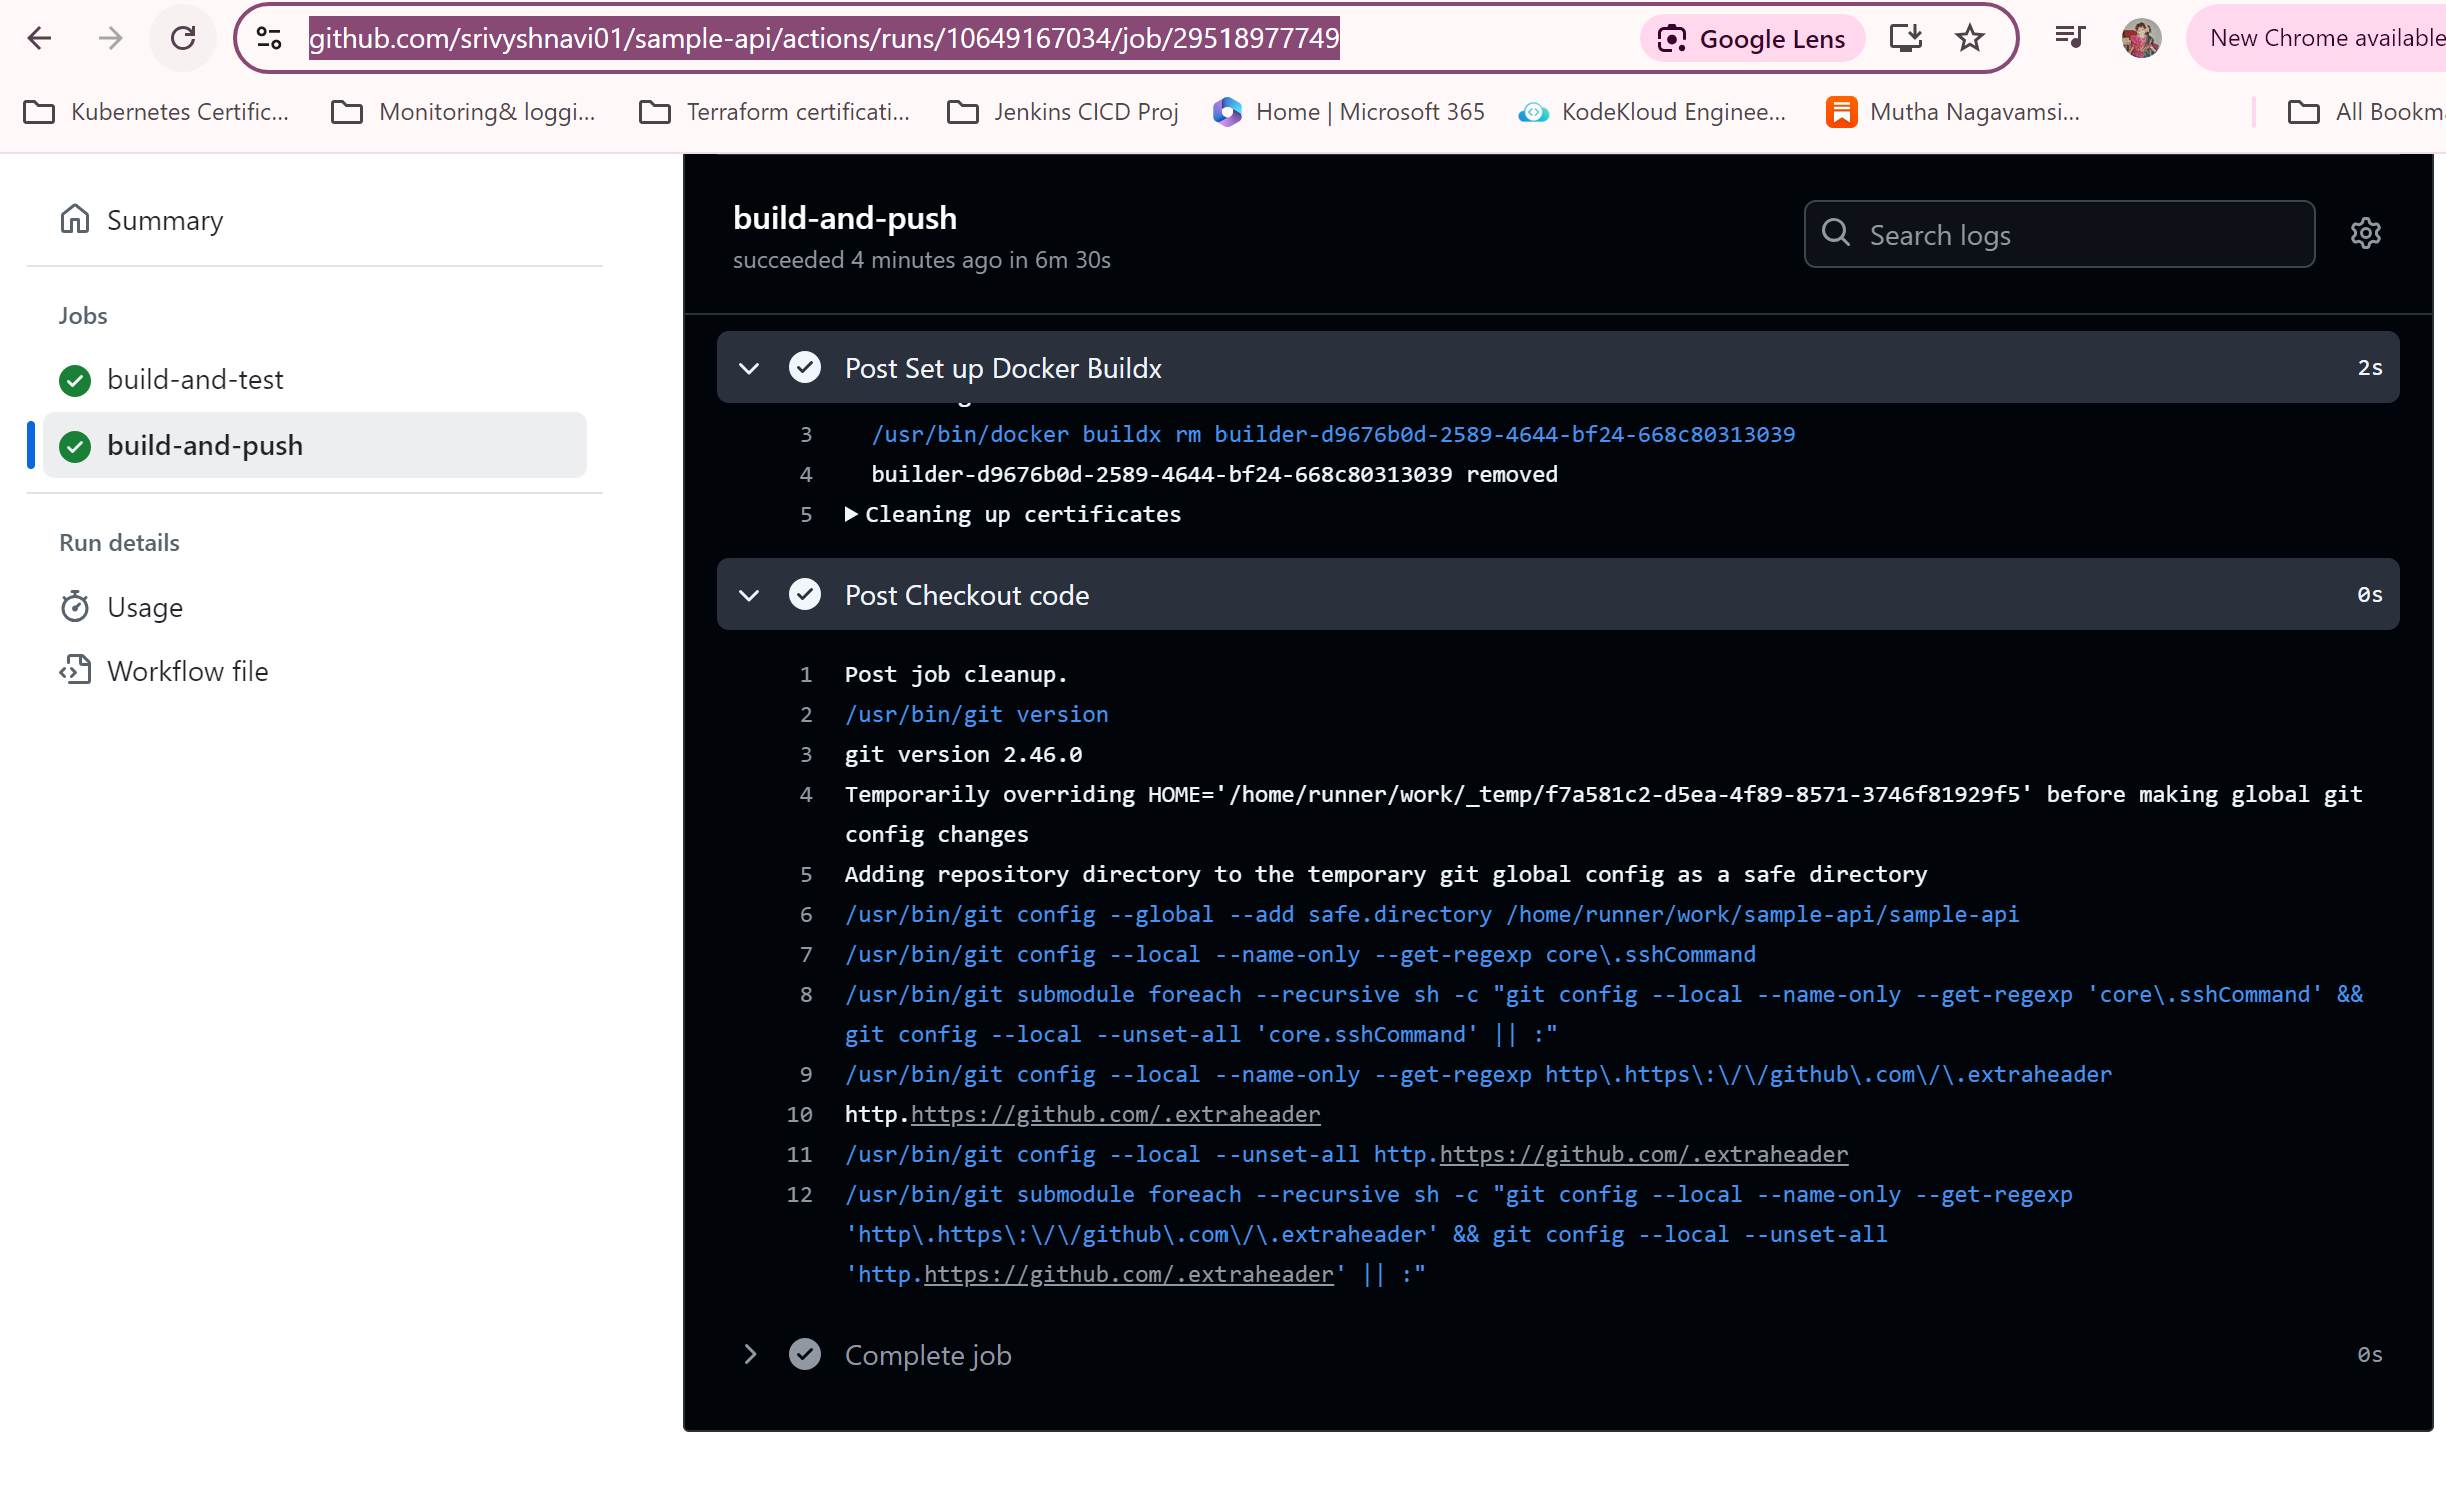 github.com/srivyshnavi01/sample-api/actions/runs/10649167034/job/29518977749
Google Lens
New Chrome available
Kubernetes Certific...
Monitoring& loggi...
Terraform certificati...
Jenkins CICD Proj
Home | Microsoft 365
KodeKloud Enginee...
Mutha Nagavamsi...
All Bookma
Summary
Jobs
build-and-test
build-and-push
Run details
Usage
Workflow file
build-and-push
succeeded 4 minutes ago in 6m 30s
Search logs
Post Set up Docker Buildx 2s
3 /usr/bin/docker buildx rm builder-d9676b0d-2589-4644-bf24-668c80313039
4 builder-d9676b0d-2589-4644-bf24-668c80313039 removed
5 Cleaning up certificates
Post Checkout code 0s
1 Post job cleanup.
2 /usr/bin/git version
3 git version 2.46.0
4 Temporarily overriding HOME='/home/runner/work/_temp/f7a581c2-d5ea-4f89-8571-3746f81929f5' before making global git
config changes
5 Adding repository directory to the temporary git global config as a safe directory
6 /usr/bin/git config --global --add safe.directory /home/runner/work/sample-api/sample-api
7 /usr/bin/git config --local --name-only --get-regexp core\.sshCommand
8 /usr/bin/git submodule foreach --recursive sh -c "git config --local --name-only --get-regexp 'core\.sshCommand' &&
git config --local --unset-all 'core.sshCommand' || :"
9 /usr/bin/git config --local --name-only --get-regexp http\.https\:\/\/github\.com\/\.extraheader
10 http.https://github.com/.extraheader
11 /usr/bin/git config --local --unset-all http.https://github.com/.extraheader
12 /usr/bin/git submodule foreach --recursive sh -c "git config --local --name-only --get-regexp
'http\.https\:\/\/github\.com\/\.extraheader' && git config --local --unset-all
'http.https://github.com/.extraheader' || :"
Complete job 0s